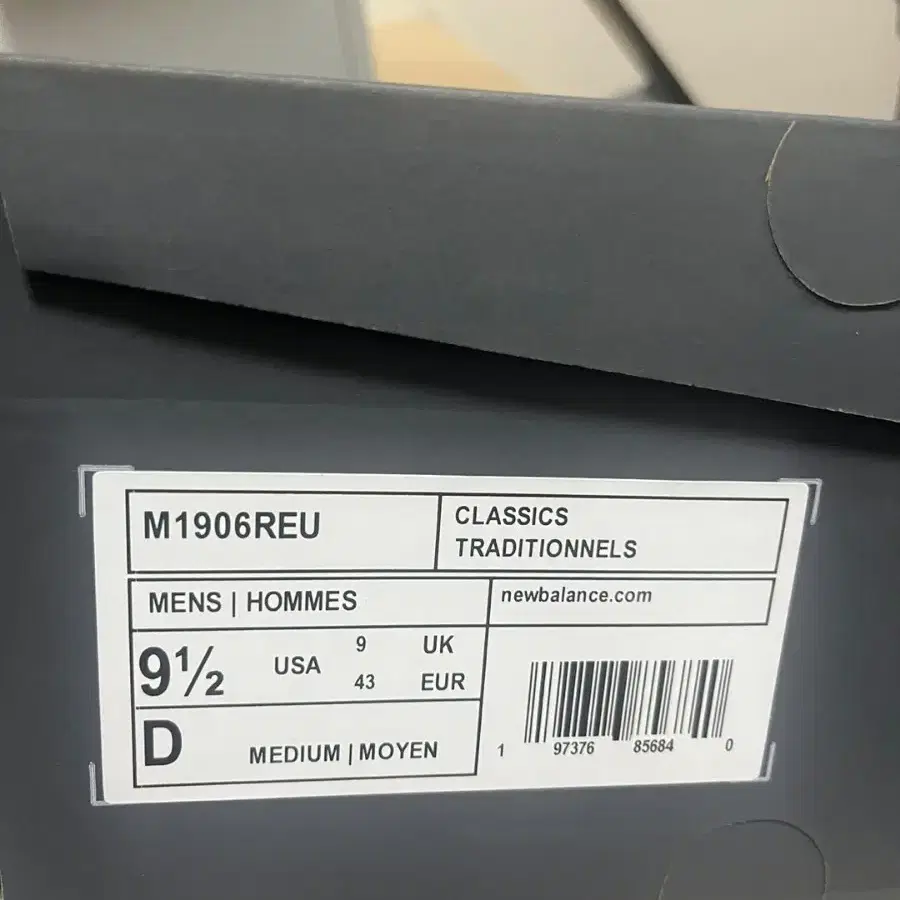 M1906REU
CLASSICS
TRADITIONNELS
MENS | HOMMES
newbalance.com
9½ USA 9 UK
43 EUR
D MEDIUM | MOYEN
1 97376 85684 0